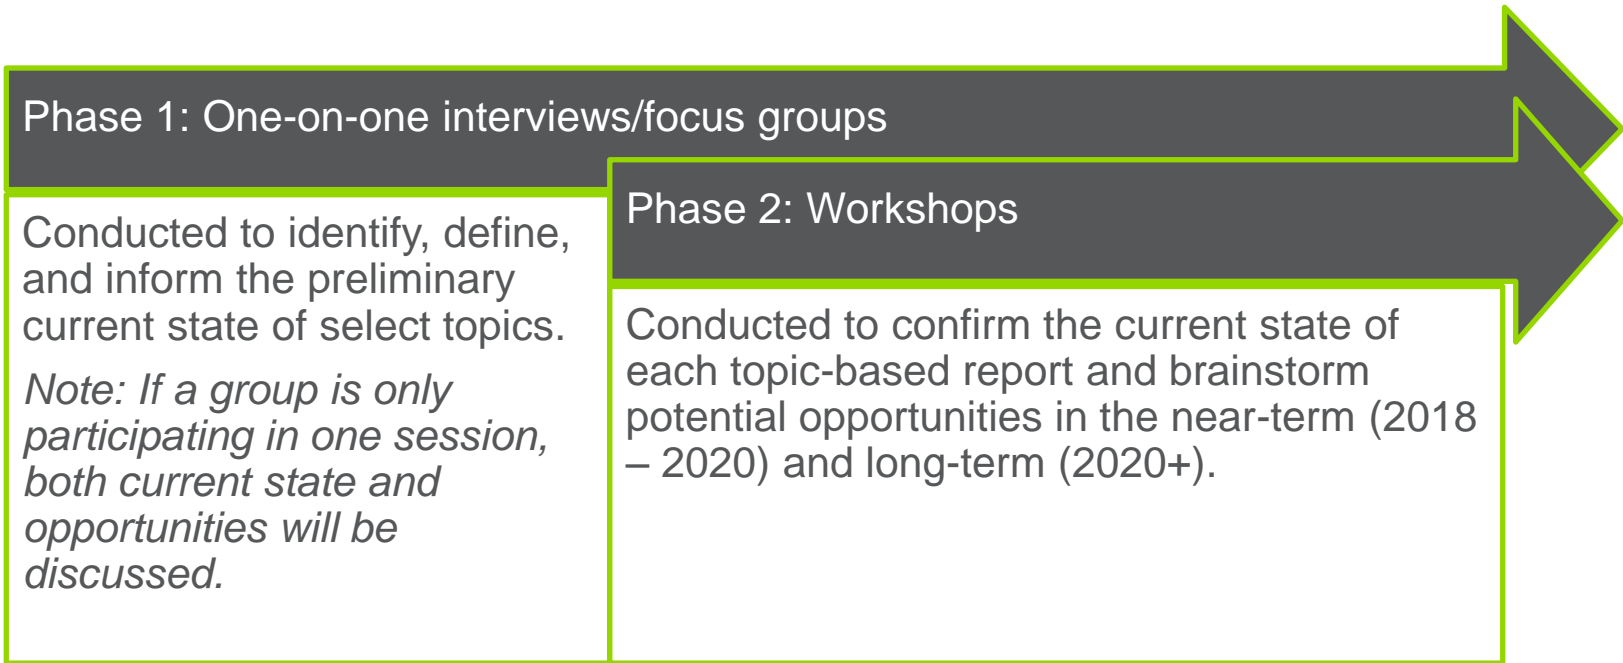 Phase 1: One-on-one interviews/focus groups
Conducted to identify, define,
and inform the preliminary
current state of select topics.
Note: If a group is only
participating in one session,
both current state and
opportunities will be
discussed.
Phase 2: Workshops
Conducted to confirm the current state of
each topic-based report and brainstorm
potential opportunities in the near-term (2018
– 2020) and long-term (2020+).